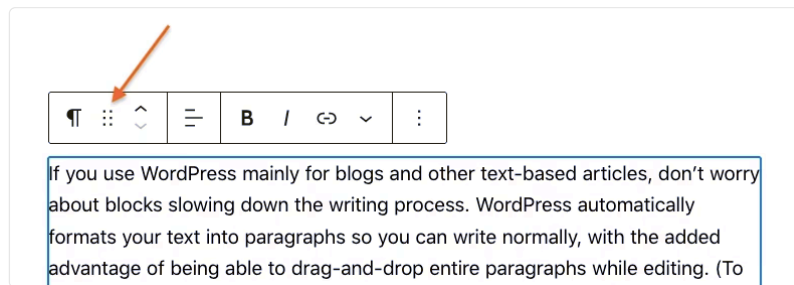 B I
If you use WordPress mainly for blogs and other text-based articles, don’t worry
about blocks slowing down the writing process. WordPress automatically
formats your text into paragraphs so you can write normally, with the added
advantage of being able to drag-and-drop entire paragraphs while editing. (To